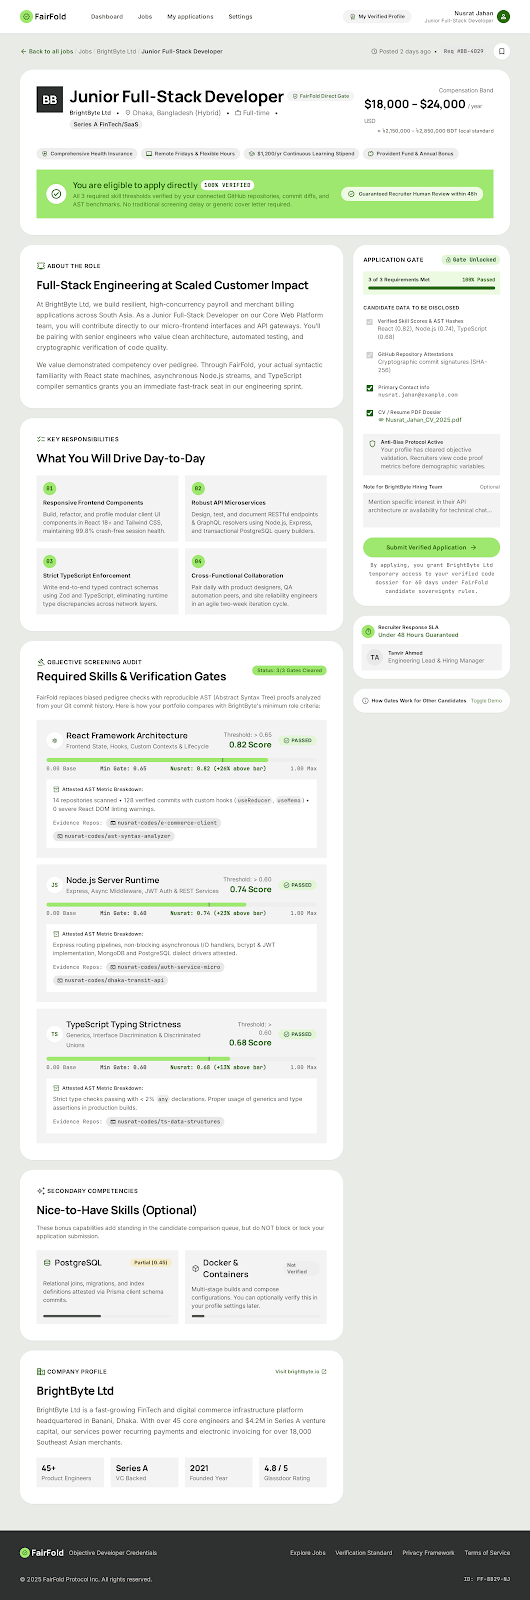 FairFold
Dashboard
Jobs
My applications
Settings
My Verified Profile
Nusrat Jahan
Junior Full-Stack Developer
← Back to all jobs / Jobs / BrightByte Ltd / Junior Full-Stack Developer
Posted 2 days ago • Req #BB-4029
BB
Junior Full-Stack Developer
FairFold Direct Gate
BrightByte Ltd • Dhaka, Bangladesh (Hybrid) • Full-time •
Series A FinTech/SaaS
Compensation Band
$18,000 – $24,000 / year
USD
Comprehensive Health Insurance
Remote Fridays & Flexible Hours
$1,200/yr Continuous Learning Stipend
Provident Fund & Annual Bonus
You are eligible to apply directly 100% VERIFIED
All 3 required skill thresholds verified by your connected GitHub repositories, commit diffs, and
AST benchmarks. No traditional screening delay or generic cover letter required.
Guaranteed Recruiter Human Review within 48h
ABOUT THE ROLE
Full-Stack Engineering at Scaled Customer Impact
At BrightByte Ltd, we build resilient, high-concurrency payroll and merchant billing
applications across South Asia. As a Junior Full-Stack Developer on our Core Web Platform
team, you will contribute directly to our micro-frontend interfaces and API gateways. You'll
be pairing with senior engineers who value clean architecture, automated testing, and
cryptographic verification of code quality.
We value demonstrated competency over pedigree. Through FairFold, your actual syntactic
familiarity with React state machines, asynchronous Node.js streams, and TypeScript
compiler semantics grants you an immediate fast-track seat in our engineering sprint.
KEY RESPONSIBILITIES
What You Will Drive Day-to-Day
01
Responsive Frontend Components
Build, refactor, and profile modular client UI
components in React 18+ and Tailwind CSS,
maintaining 99.8% crash-free session health.
02
Robust API Microservices
Design, test, and document RESTful endpoints
& GraphQL resolvers using Node.js, Express,
and transactional PostgreSQL query builders.
03
Strict TypeScript Enforcement
Write end-to-end typed contract schemas
using Zod and TypeScript, eliminating runtime
type discrepancies across network layers.
04
Cross-Functional Collaboration
Pair daily with product designers, QA
automation peers, and site reliability engineers
in an agile two-week iteration cycle.
OBJECTIVE SCREENING AUDIT
Required Skills & Verification Gates
Status: 3/3 Gates Cleared
FairFold replaces biased pedigree checks with reproducible AST (Abstract Syntax Tree) proofs analyzed
from your Git commit history. Here is how your portfolio compares with BrightByte's minimum role criteria:
React Framework Architecture
Frontend State, Hooks, Custom Contexts & Lifecycle
Threshold: > 0.65
0.82 Score
PASSED
0.00 Base
Min Gate: 0.65
Nusrat: 0.82 (+26% above bar)
1.00 Max
Attested AST Metric Breakdown:
14 repositories scanned • 128 verified commits with custom hooks (useReducer, useMemo) •
0 severe React DOM linting warnings.
Evidence Repos: nusrat-codes/e-commerce-client
nusrat-codes/ast-syntax-analyzer
JS
Node.js Server Runtime
Express, Async Middleware, JWT Auth & REST Services
Threshold: > 0.60
0.74 Score
PASSED
0.00 Base
Min Gate: 0.60
Nusrat: 0.74 (+23% above bar)
1.00 Max
Attested AST Metric Breakdown:
Express routing pipelines, non-blocking asynchronous I/O handlers, bcrypt & JWT
implementation, MongoDB and PostgreSQL dialect drivers attested.
Evidence Repos: nusrat-codes/auth-service-micro
nusrat-codes/dhaka-transit-api
TS
TypeScript Typing Strictness
Generics, Interface Discrimination & Discriminated
Unions
Threshold: >
0.60
0.68 Score
PASSED
0.00 Base
Min Gate: 0.60
Nusrat: 0.68 (+13% above bar)
1.00 Max
Attested AST Metric Breakdown:
Strict type checks passing with < 2% any declarations. Proper usage of generics and type
assertions in production builds.
Evidence Repos: nusrat-codes/ts-data-structures
SECONDARY COMPETENCIES
Nice-to-Have Skills (Optional)
These bonus capabilities add standing in the candidate comparison queue, but do NOT block or lock your
application submission.
PostgreSQL
Partial (0.45)
Relational joins, migrations, and index
definitions attested via Prisma client schema
commits.
Docker &
Containers
Not
Verified
Multi-stage builds and compose
configurations. You can optionally verify this in
your profile settings later.
COMPANY PROFILE
Visit brightbyte.io
BrightByte Ltd
BrightByte Ltd is a fast-growing FinTech and digital commerce infrastructure platform
headquartered in Banani, Dhaka. With over 45 core engineers and $4.2M in Series A venture
capital, our services power recurring payments and electronic invoicing for over 18,000
Southeast Asian merchants.
45+
Product Engineers
Series A
VC Backed
2021
Founded Year
4.8 / 5
Glassdoor Rating
APPLICATION GATE
Gate Unlocked
3 of 3 Requirements Met
100% Passed
CANDIDATE DATA TO BE DISCLOSED
Verified Skill Scores & AST Hashes
React (0.82), Node.js (0.74), TypeScript
(0.68)
GitHub Repository Attestations
Cryptographic commit signatures (SHA-
256)
Primary Contact Info
nusrat.jahan@example.com
CV / Resume PDF Dossier
Nusrat_Jahan_CV_2025.pdf
Anti-Bias Protocol Active
Your profile has cleared objective
validation. Recruiters view code proof
metrics before demographic variables.
Note for BrightByte Hiring Team
Optional
Mention specific interest in their API
architecture or availability for technical chat...
Submit Verified Application →
By applying, you grant BrightByte Ltd
temporary access to your verified code
dossier for 60 days under FairFold
candidate sovereignty rules.
Recruiter Response SLA
Under 48 Hours Guaranteed
TA
Tanvir Ahmed
Engineering Lead & Hiring Manager
How Gates Work for Other Candidates
Toggle Demo
FairFold
Objective Developer Credentials
Explore Jobs
Verification Standard
Privacy Framework
Terms of Service
© 2025 FairFold Protocol Inc. All rights reserved.